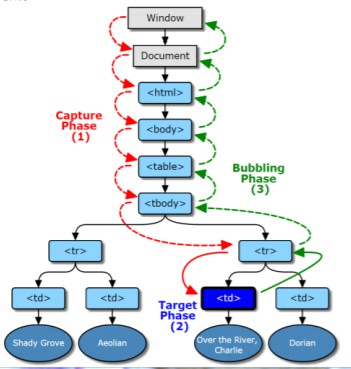 Window
Document
<html>
Capture
Phase
(1)
<body>
<table>
Bubbling
Phase
(3)
<tbody>
<tr>
<tr>
<td>
<td>
Target
Phase
(2)
<td>
<td>
Shady Grove
Aeolian
Over the River,
Charlie
Dorian